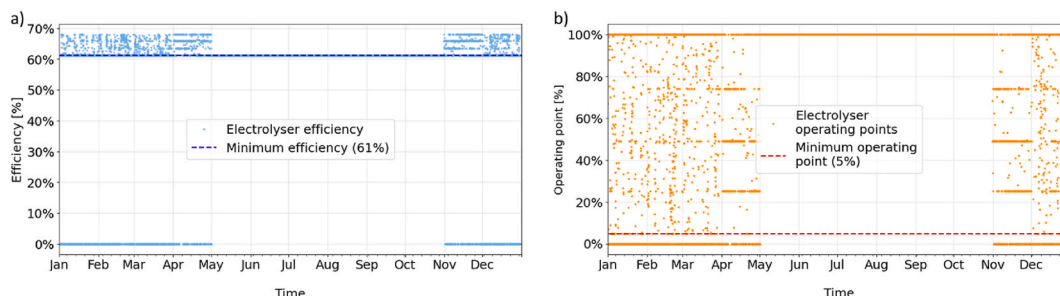 a)
70%
60%
50%
40%
30%
20%
10%
0%
Efficiency [%]
Electrolyser efficiency
Minimum efficiency (61%)
Jan Feb Mar Apr May Jun Jul Aug Sep Oct Nov Dec
Time
b)
100%
80%
60%
40%
20%
0%
Operating point [%]
Electrolyser
operating points
Minimum operating
point (5%)
Jan Feb Mar Apr May Jun Jul Aug Sep Oct Nov Dec
Time